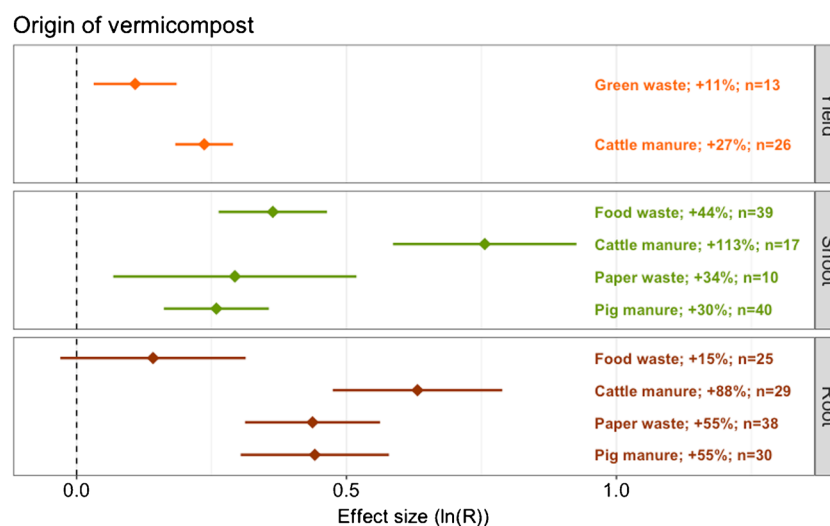 Origin of vermicompost
Green waste; +11%; n=13
Cattle manure; +27%; n=26
Food waste; +44%; n=39
Cattle manure; +113%; n=17
Paper waste; +34%; n=10
Shoot
Pig manure; +30%; n=40
Food waste; +15%; n=25
Cattle manure; +88%; n=29
Paper waste; +55%; n=38
Root
Pig manure; +55%; n=30
0.0 0.5 1.0
Effect size (ln(R))